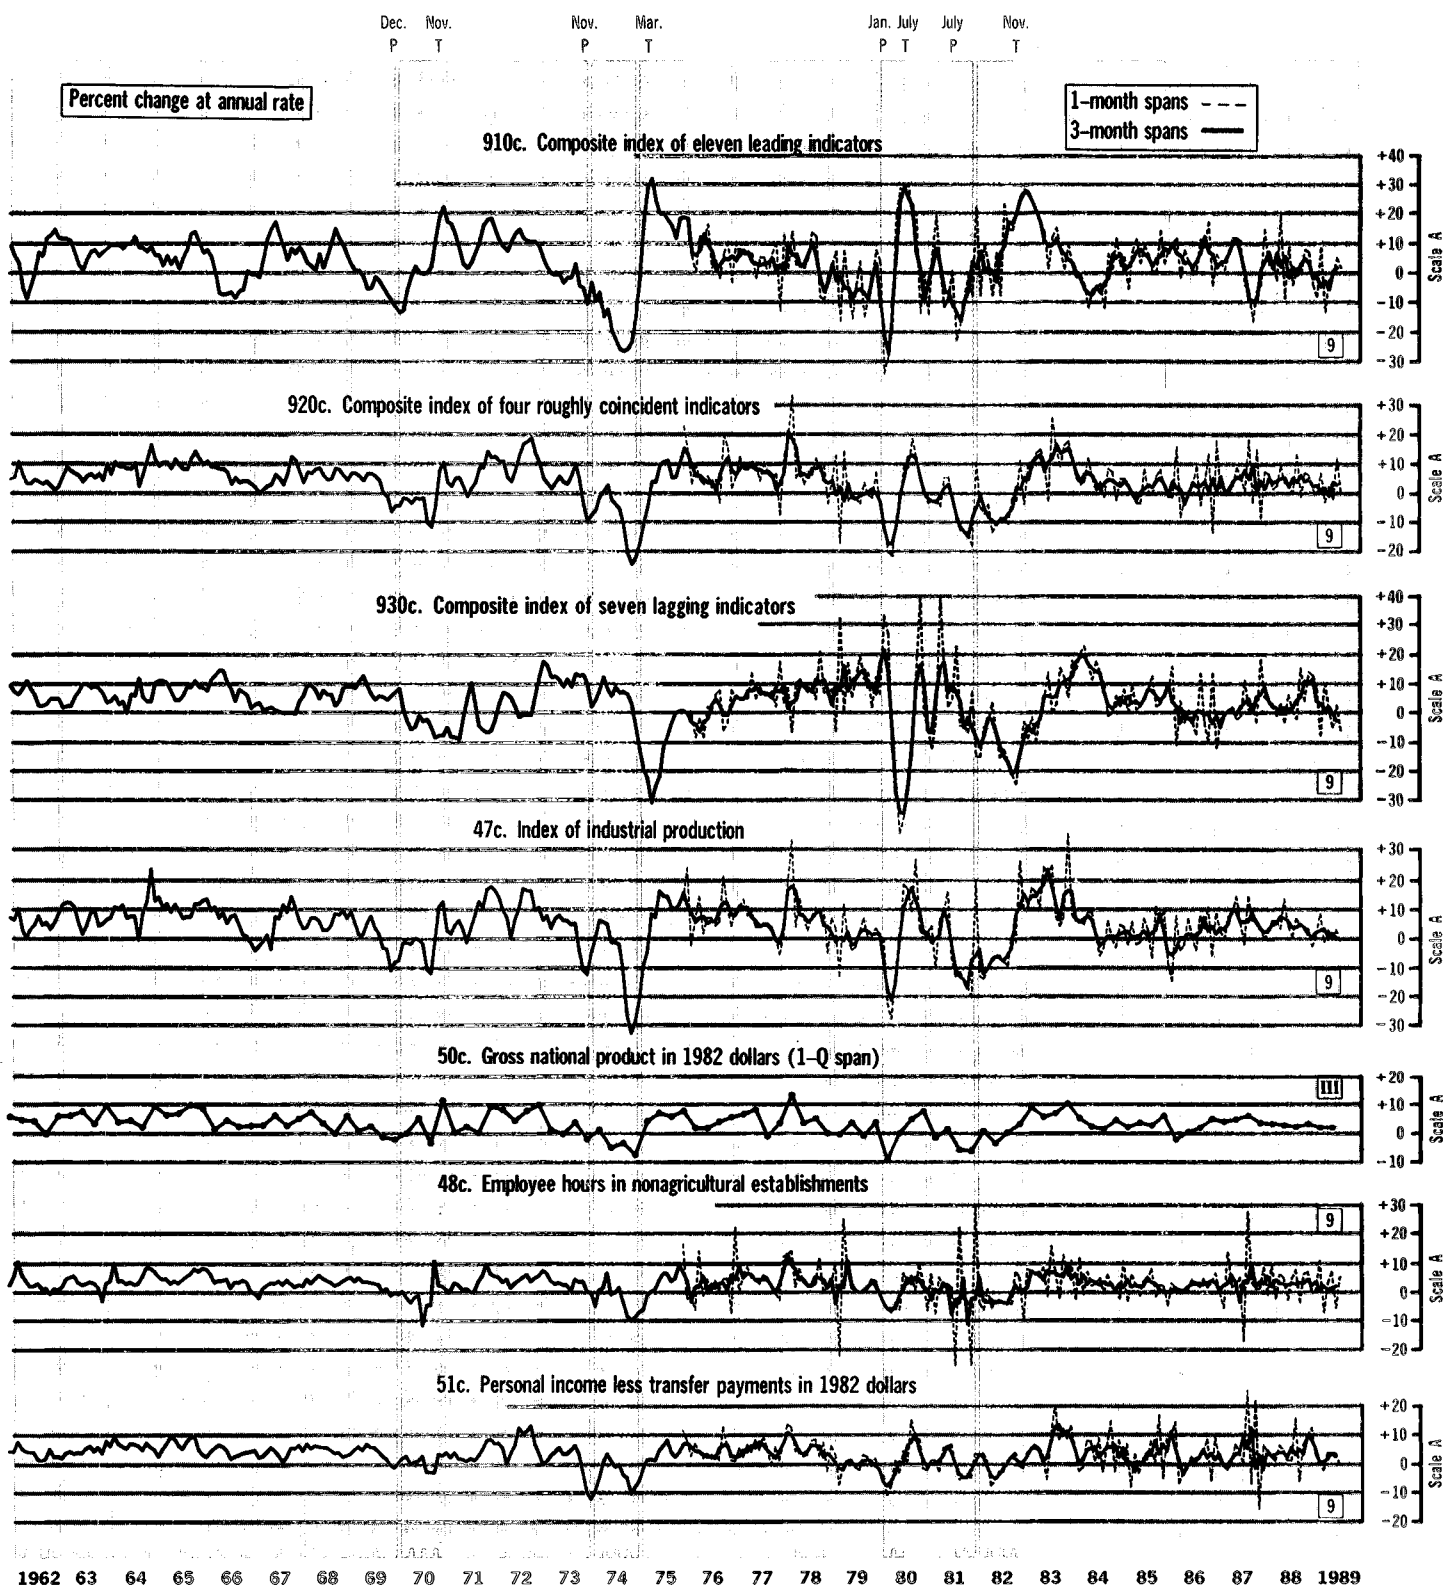 Dec. Nov. Nov. Mar. Jan. July July Nov.
P T P T P T P T
Percent change at annual rate
1-month spans
3-month spans
910c. Composite index of eleven leading indicators
+40
+30
+20
+10
0
-10
-20
-30
Scale A
9
920c. Composite index of four roughly coincident indicators
+30
+20
+10
0
-10
-20
Scale A
9
930c. Composite index of seven lagging indicators
+40
+30
+20
+10
0
-10
-20
-30
Scale A
9
47c. Index of industrial production
+30
+20
+10
0
-10
-20
-30
Scale A
9
50c. Gross national product in 1982 dollars (1-Q span)
III
+20
+10
0
-10
Scale A
48c. Employee hours in nonagricultural establishments
9
+30
+20
+10
0
-10
-20
Scale A
51c. Personal income less transfer payments in 1982 dollars
+20
+10
0
-10
-20
Scale A
9
1962 63 64 65 66 67 68 69 70 71 72 73 74 75 76 77 78 79 80 81 82 83 84 85 86 87 88 1989